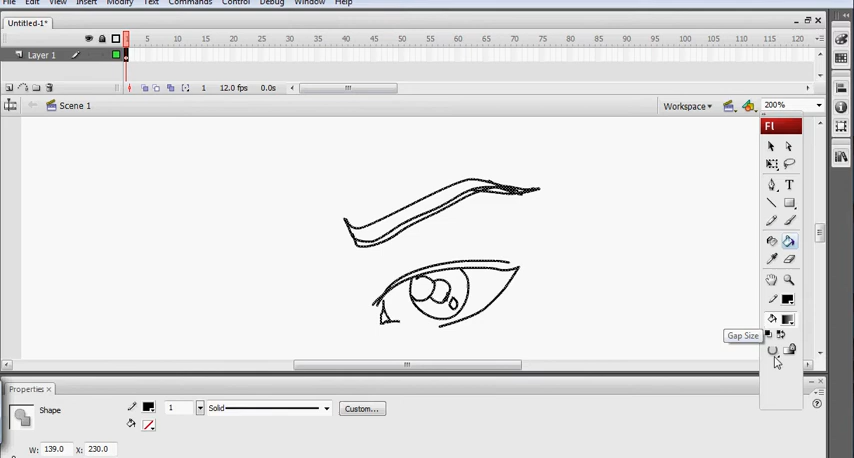 File Edit View Insert Modify Text Commands Control Debug Window Help
Untitled-1*
5 10 15 20 25 30 35 40 45 50 55 60 65 70 75 80 85 90 95 100 105 110 115 120
Layer 1
1 12.0 fps 0.0s
Scene 1 Workspace 200%
Fl
T
Gap Size
Properties ×
Shape 1 Solid Custom...
W: 139.0 X: 230.0